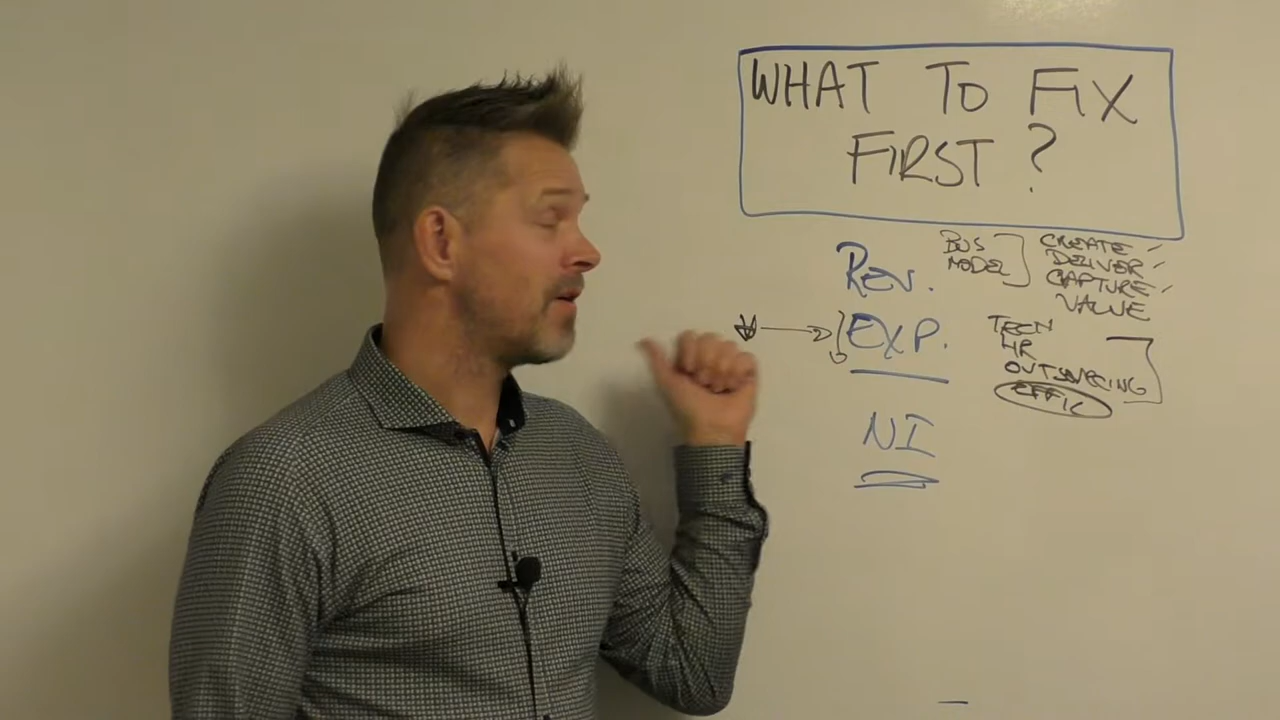 WHAT TO FIX
FIRST?
REV.
BUS
MODEL
CREATE
DELIVER
CAPTURE
VALUE
EXP.
TECH
HR
OUTSOURCING
EFFIC
NI